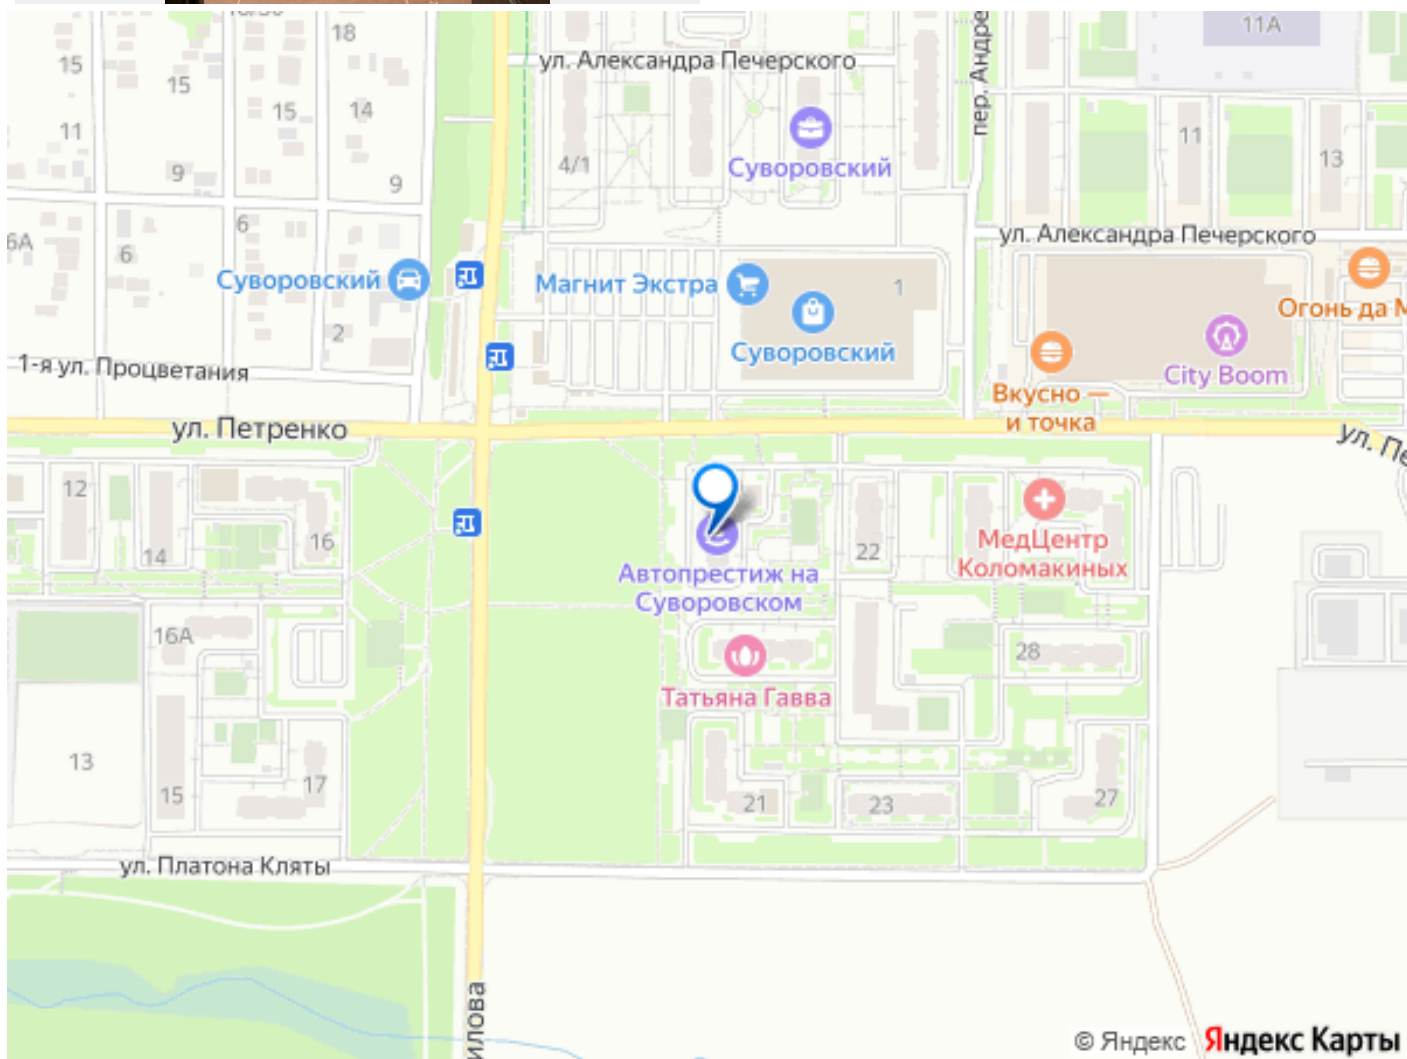 18
ул. Александра Печерского
11А
15
15
15
14
пер. Андре
11
11
13
4/1
9
9
Суворовский
6
6А
6
ул. Александра Печерского
Суворовский
Магнит Экстра
1
Огонь да М
2
Суворовский
1-я ул. Процветания
City Boom
Вкусно —
и точка
ул. Петренко
ул. Пе
12
14
16
22
МедЦентр
Коломакиных
Автопрестиж на
Суворовском
16А
28
Татьяна Гавва
13
15
17
21
23
27
ул. Платона Кляты
илова
© Яндекс
Яндекс Карты